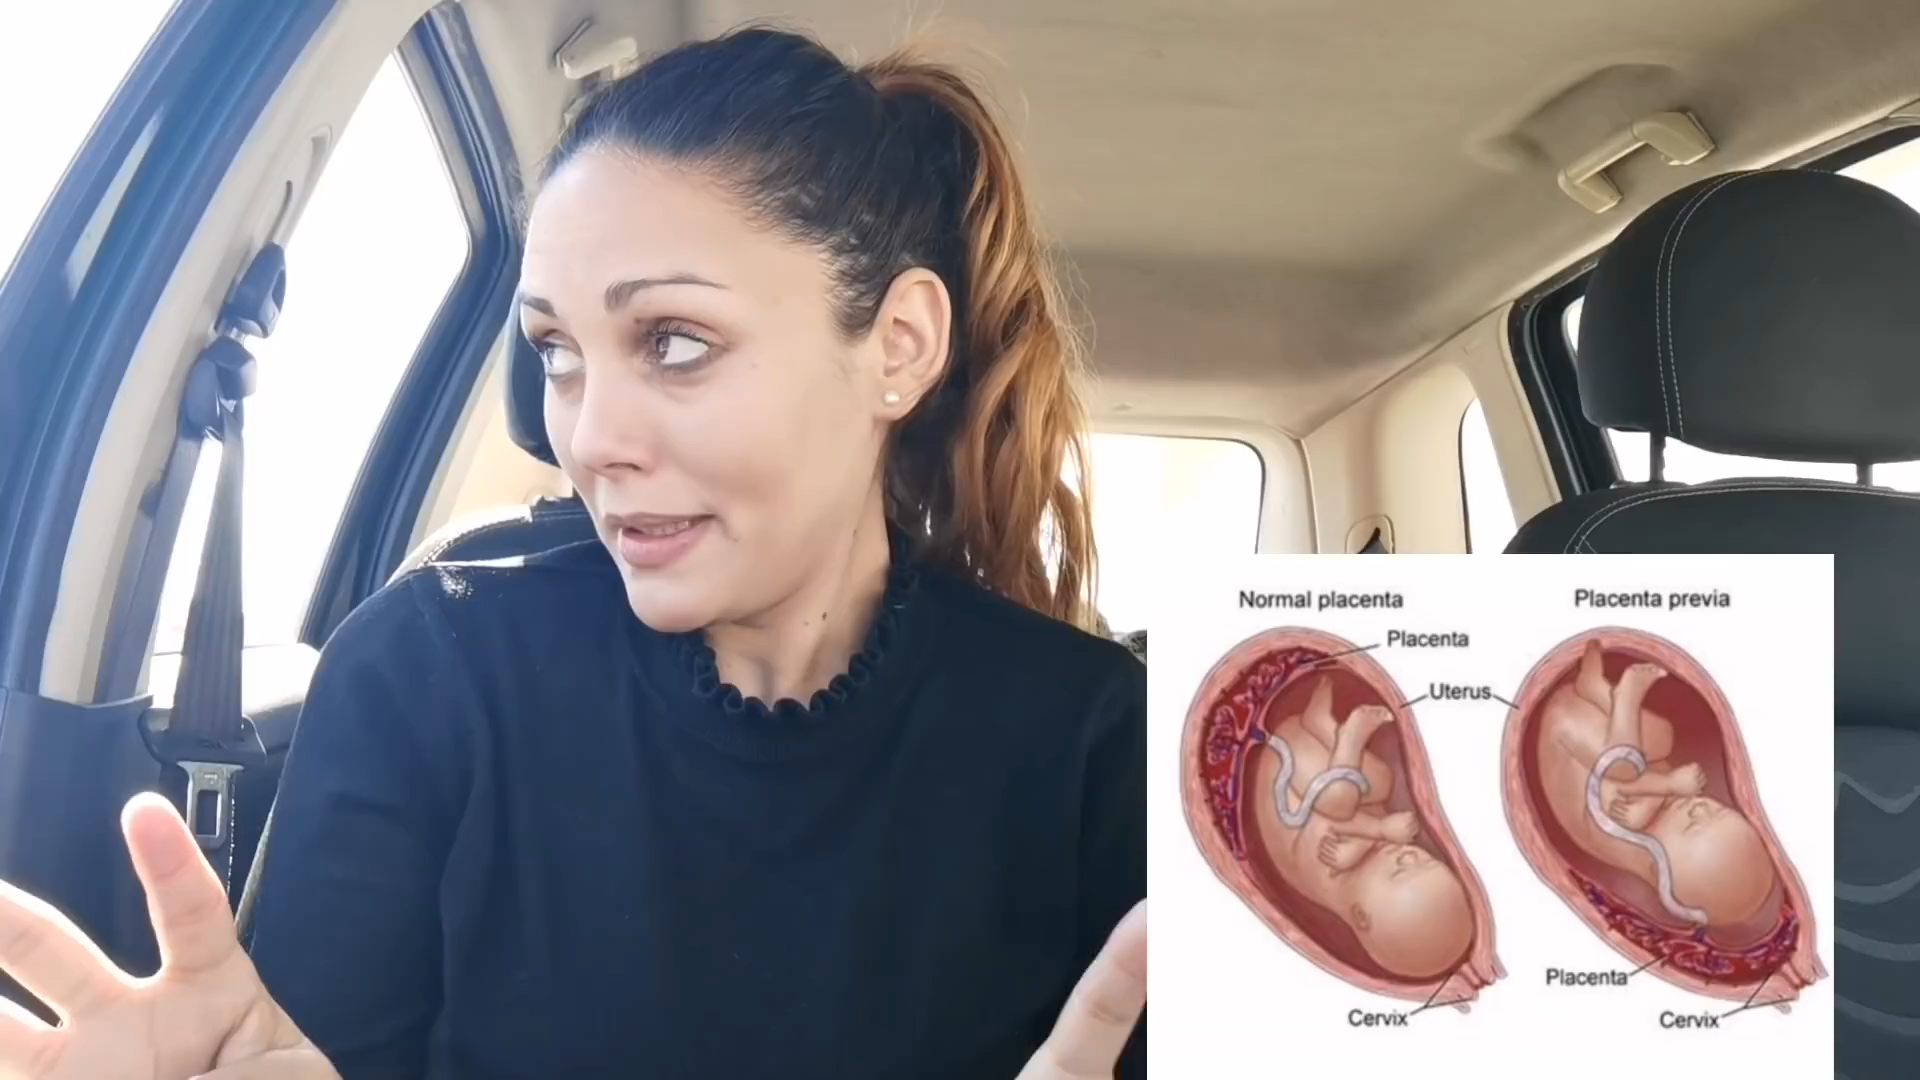 Normal placenta
Placenta previa
Placenta
Uterus
Placenta
Cervix
Cervix